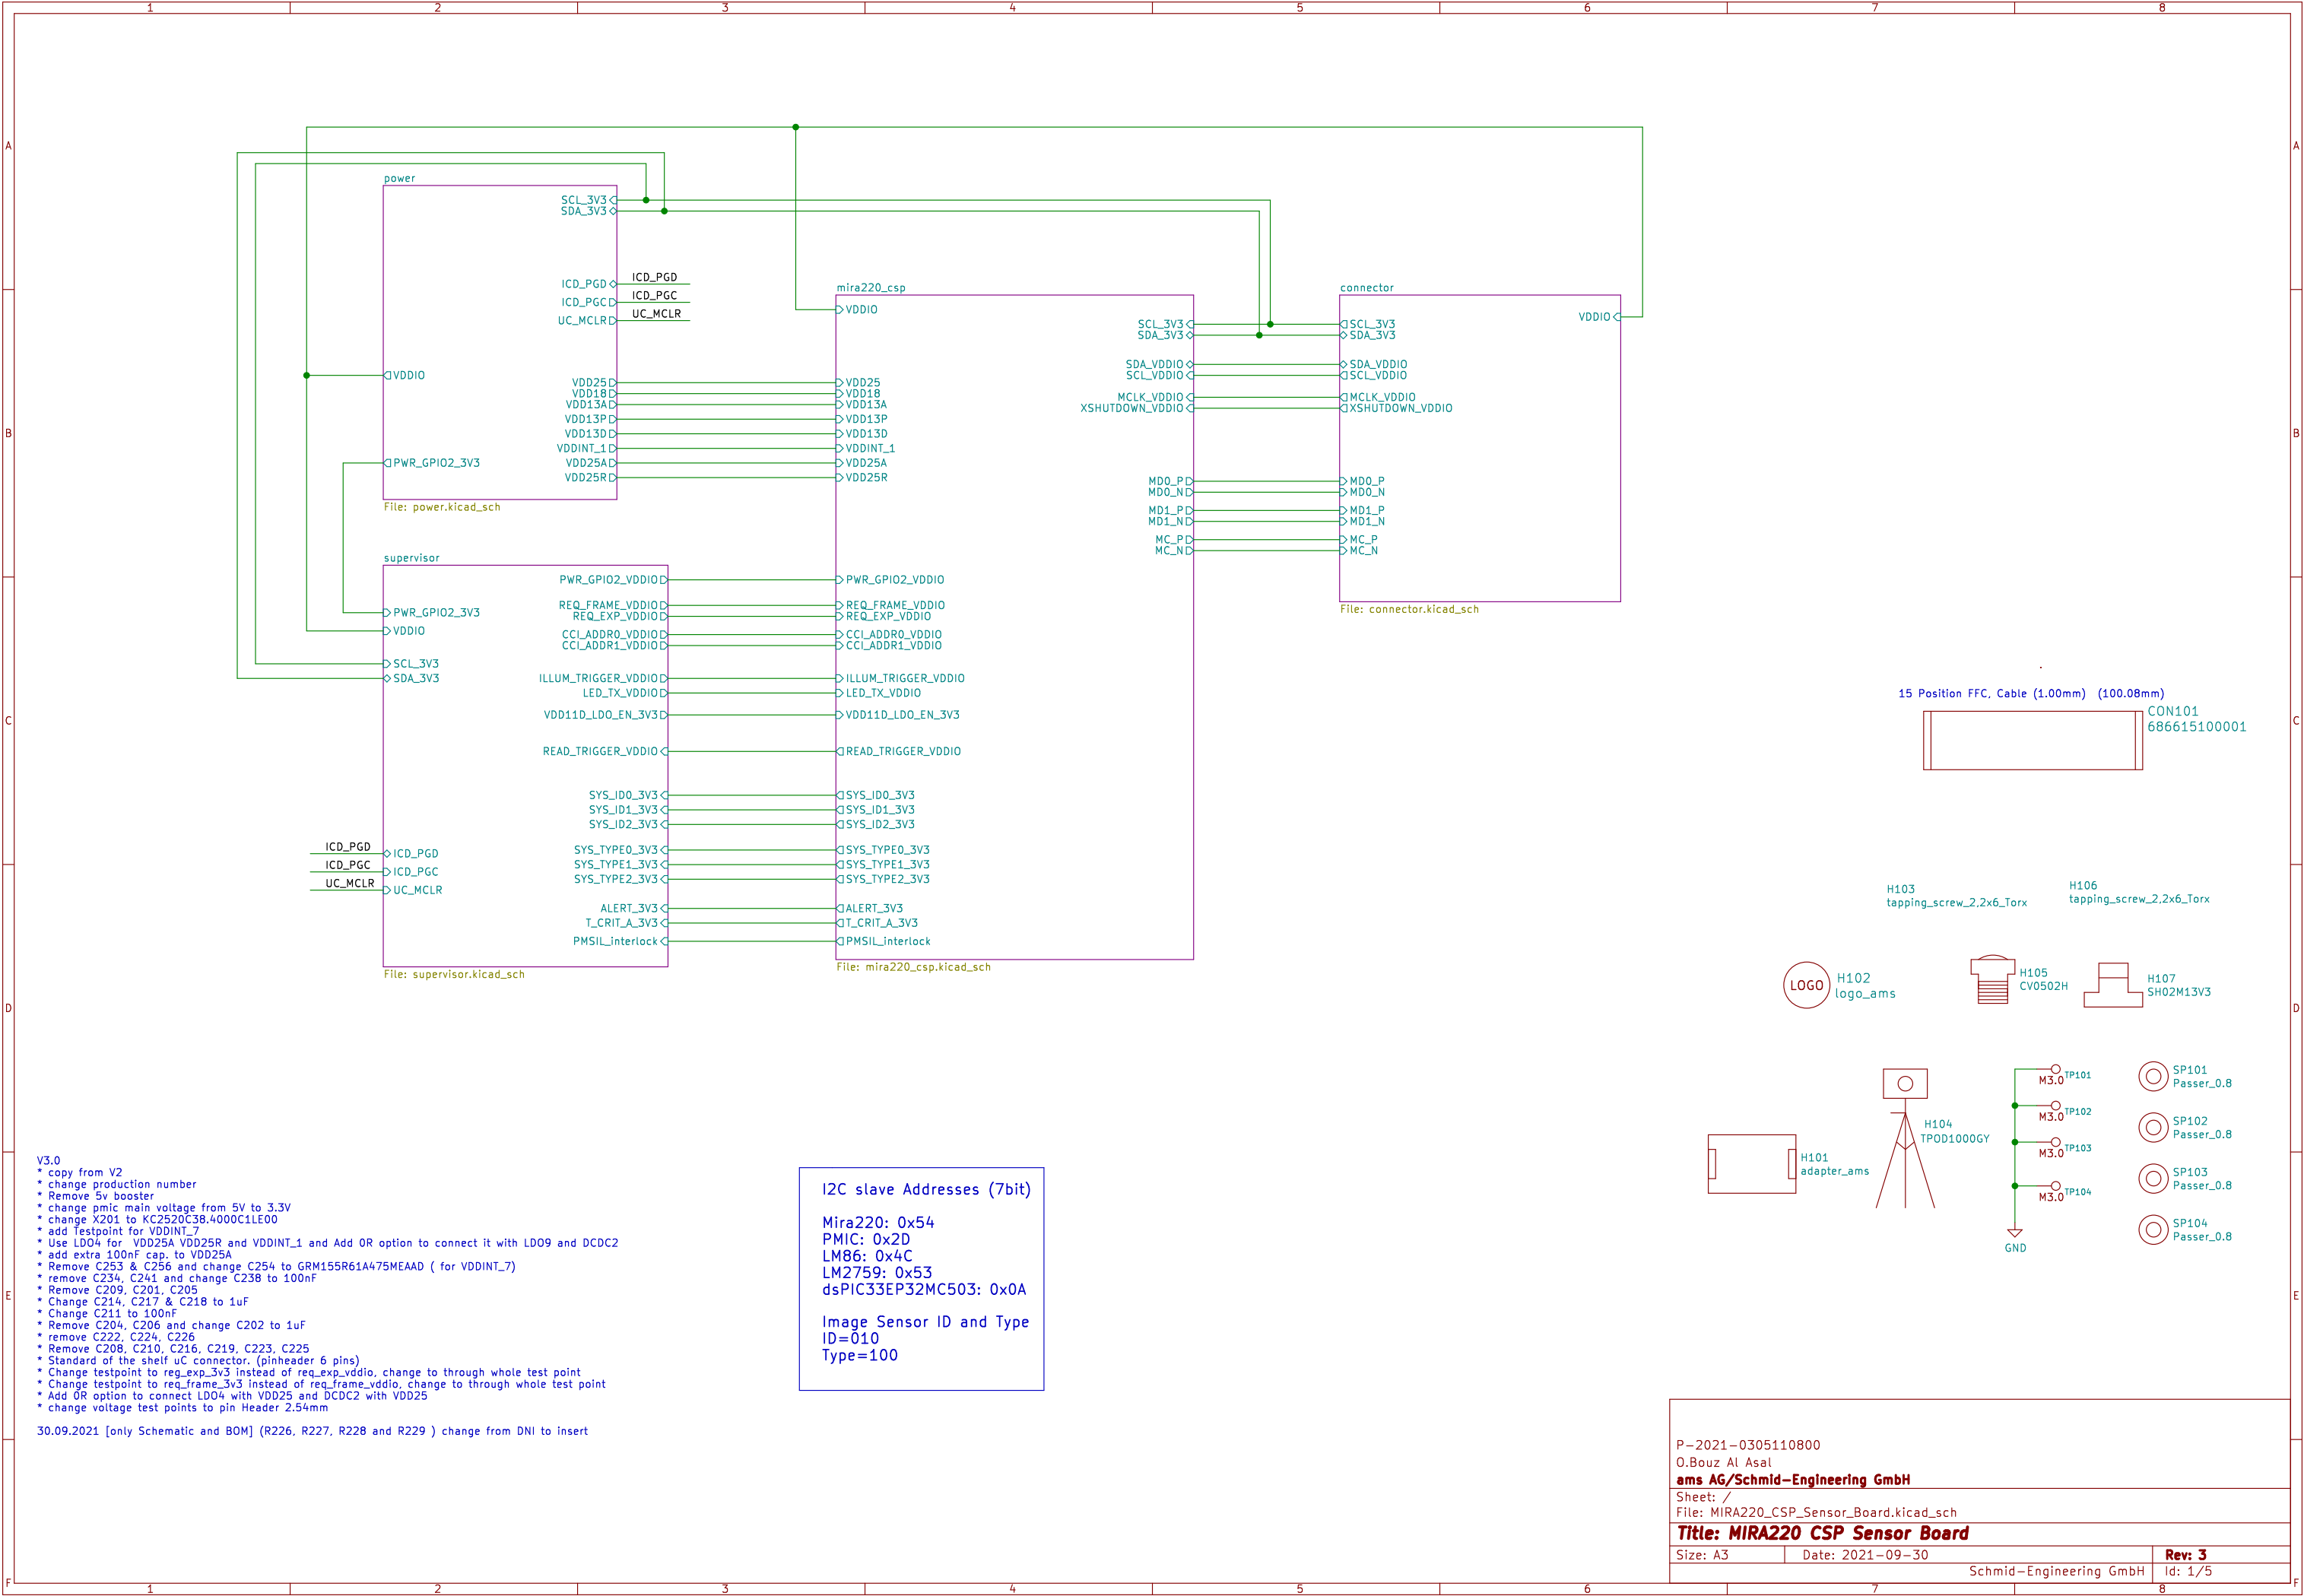 1 2 3 4 5 6 7 8
A
B
C
D
E
F
power
SCL_3V3
SDA_3V3
ICD_PGD
ICD_PGC
UC_MCLR
ICD_PGD
ICD_PGC
UC_MCLR
VDDIO
VDD25
VDD18
VDD13A
VDD13P
VDD13D
VDDINT_1
VDD25A
VDD25R
PWR_GPIO2_3V3
File: power.kicad_sch
supervisor
PWR_GPIO2_3V3
VDDIO
SCL_3V3
SDA_3V3
ICD_PGD
ICD_PGC
UC_MCLR
ICD_PGD
ICD_PGC
UC_MCLR
PWR_GPIO2_VDDIO
REQ_FRAME_VDDIO
REQ_EXP_VDDIO
CCI_ADDR0_VDDIO
CCI_ADDR1_VDDIO
ILLUM_TRIGGER_VDDIO
LED_TX_VDDIO
VDD11D_LDO_EN_3V3
READ_TRIGGER_VDDIO
SYS_ID0_3V3
SYS_ID1_3V3
SYS_ID2_3V3
SYS_TYPE0_3V3
SYS_TYPE1_3V3
SYS_TYPE2_3V3
ALERT_3V3
T_CRIT_A_3V3
PMSIL_interlock
File: supervisor.kicad_sch
mira220_csp
VDDIO
VDD25
VDD18
VDD13A
VDD13P
VDD13D
VDDINT_1
VDD25A
VDD25R
PWR_GPIO2_VDDIO
REQ_FRAME_VDDIO
REQ_EXP_VDDIO
CCI_ADDR0_VDDIO
CCI_ADDR1_VDDIO
ILLUM_TRIGGER_VDDIO
LED_TX_VDDIO
VDD11D_LDO_EN_3V3
READ_TRIGGER_VDDIO
SYS_ID0_3V3
SYS_ID1_3V3
SYS_ID2_3V3
SYS_TYPE0_3V3
SYS_TYPE1_3V3
SYS_TYPE2_3V3
ALERT_3V3
T_CRIT_A_3V3
PMSIL_interlock
SCL_3V3
SDA_3V3
SDA_VDDIO
SCL_VDDIO
MCLK_VDDIO
XSHUTDOWN_VDDIO
MD0_P
MD0_N
MD1_P
MD1_N
MC_P
MC_N
File: mira220_csp.kicad_sch
connector
VDDIO
SCL_3V3
SDA_3V3
SDA_VDDIO
SCL_VDDIO
MCLK_VDDIO
XSHUTDOWN_VDDIO
MD0_P
MD0_N
MD1_P
MD1_N
MC_P
MC_N
File: connector.kicad_sch
15 Position FFC, Cable (1.00mm) (100.08mm)
CON101
686615100001
H103
tapping_screw_2,2x6_Torx
H106
tapping_screw_2,2x6_Torx
LOGO
H102
logo_ams
H105
CV0502H
H107
SH02M13V3
H101
adapter_ams
H104
TPOD1000GY
TP101
M3.0
TP102
M3.0
TP103
M3.0
TP104
M3.0
GND
SP101
Passer_0.8
SP102
Passer_0.8
SP103
Passer_0.8
SP104
Passer_0.8
V3.0
* copy from V2
* change production number
* Remove 5v booster
* change pmic main voltage from 5V to 3.3V
* change X201 to KC2520C38.4000C1LE00
* add Testpoint for VDDINT_7
* Use LDO4 for  VDD25A VDD25R and VDDINT_1 and Add 0R option to connect it with LDO9 and DCDC2
* add extra 100nF cap. to VDD25A
* Remove C253 & C256 and change C254 to GRM155R61A475MEAAD ( for VDDINT_7)
* remove C234, C241 and change C238 to 100nF
* Remove C209, C201, C205
* Change C214, C217 & C218 to 1uF
* Change C211 to 100nF
* Remove C204, C206 and change C202 to 1uF
* remove C222, C224, C226
* Remove C208, C210, C216, C219, C223, C225
* Standard of the shelf uC connector. (pinheader 6 pins)
* Change testpoint to reg_exp_3v3 instead of req_exp_vddio, change to through whole test point
* Change testpoint to req_frame_3v3 instead of req_frame_vddio, change to through whole test point
* Add 0R option to connect LDO4 with VDD25 and DCDC2 with VDD25
* change voltage test points to pin Header 2.54mm
30.09.2021 [only Schematic and BOM] (R226, R227, R228 and R229 ) change from DNI to insert
I2C slave Addresses (7bit)
Mira220: 0x54
PMIC: 0x2D
LM86: 0x4C
LM2759: 0x53
dsPIC33EP32MC503: 0x0A
Image Sensor ID and Type
ID=010
Type=100
P-2021-0305110800
O.Bouz Al Asal
ams AG/Schmid-Engineering GmbH
Sheet: /
File: MIRA220_CSP_Sensor_Board.kicad_sch
Title: MIRA220 CSP Sensor Board
Size: A3
Date: 2021-09-30
Rev: 3
Schmid-Engineering GmbH
Id: 1/5
A
B
C
D
E
F
1 2 3 4 5 6 7 8